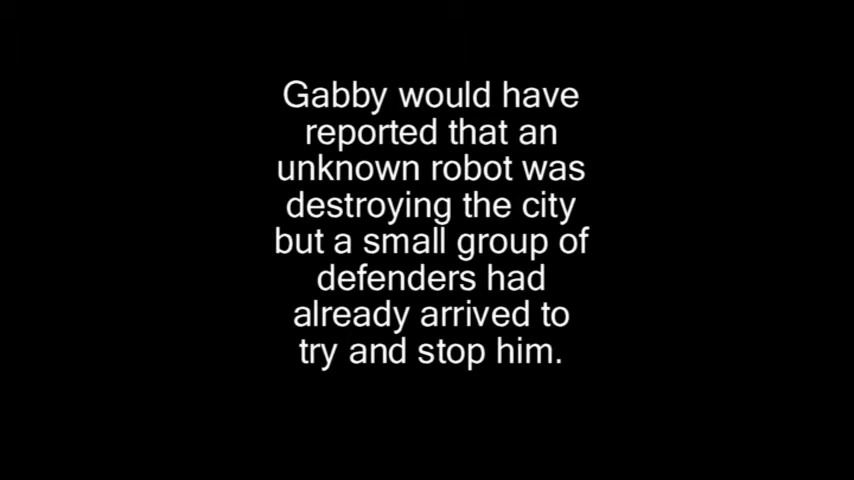 Gabby would have
reported that an
unknown robot was
destroying the city
but a small group of
defenders had
already arrived to
try and stop him.